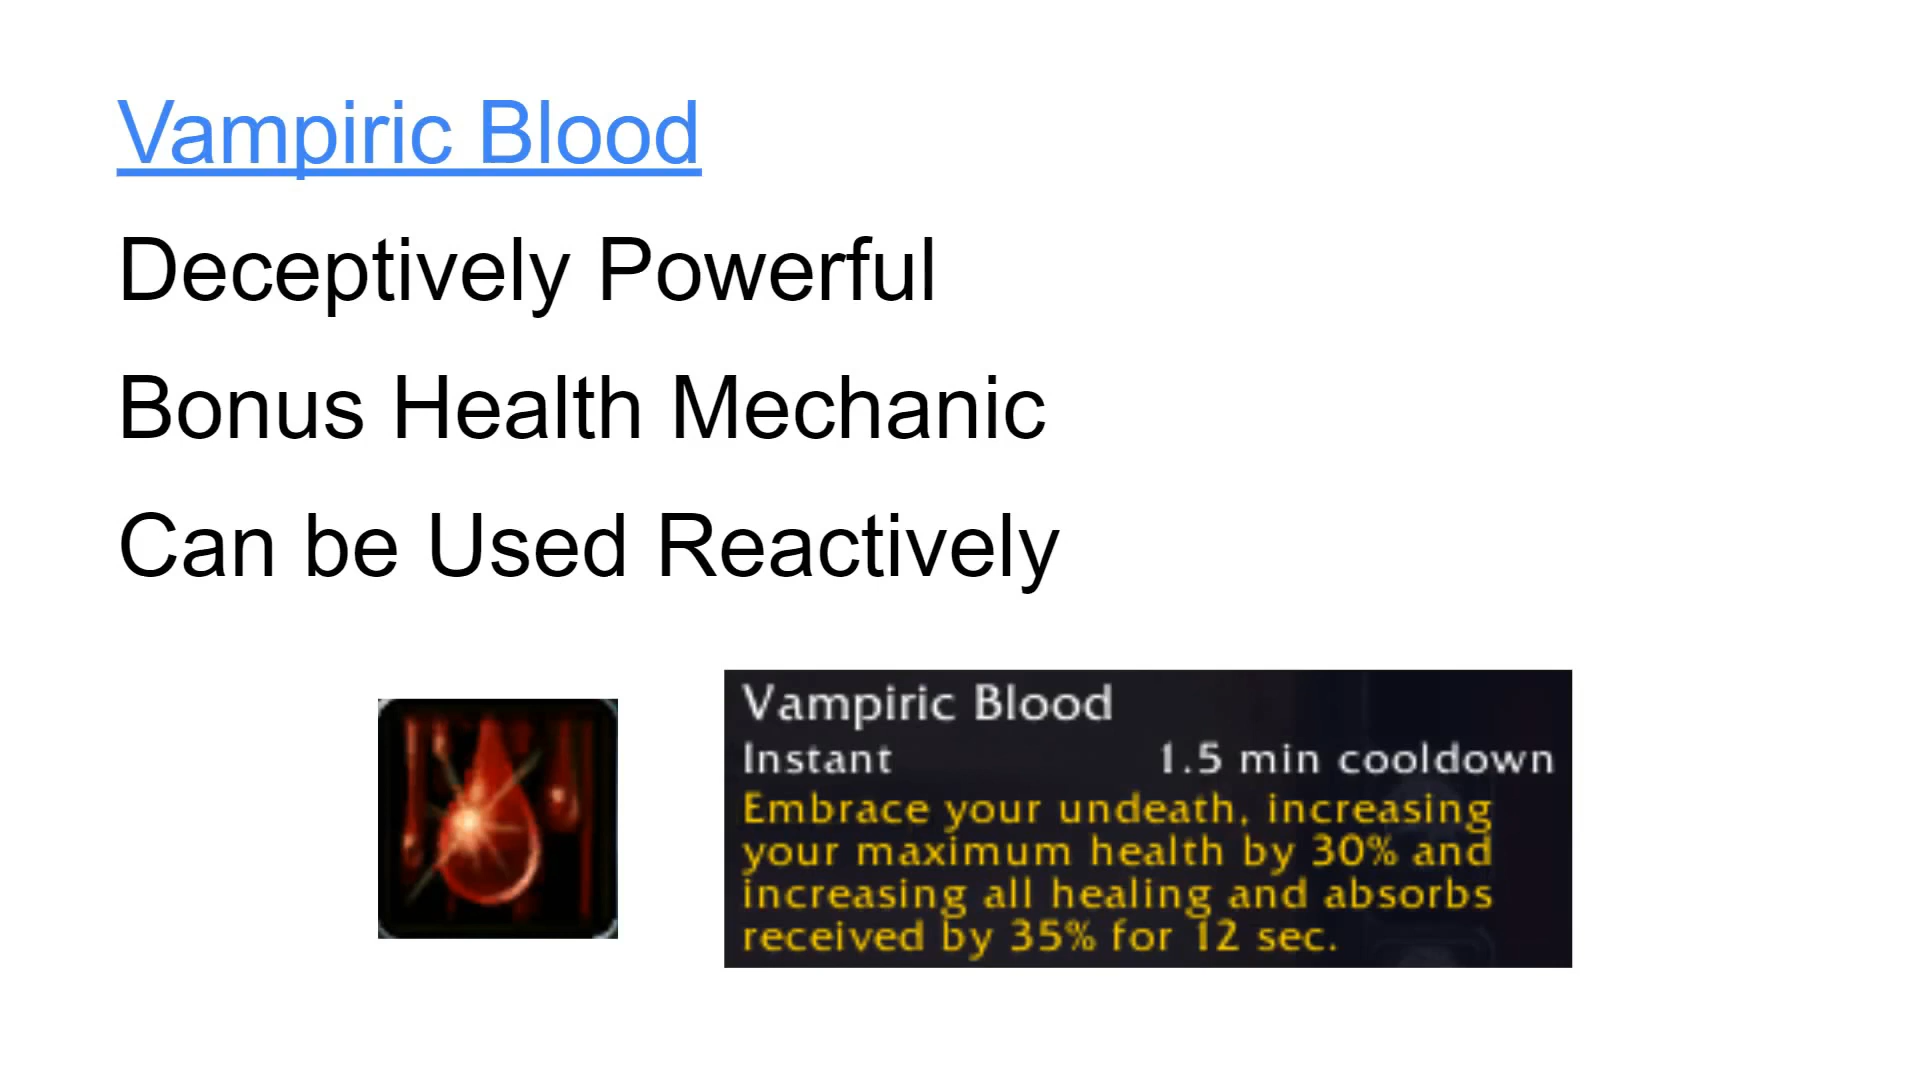 Vampiric Blood
Deceptively Powerful
Bonus Health Mechanic
Can be Used Reactively
Vampiric Blood
Instant 1.5 min cooldown
Embrace your undeath, increasing
your maximum health by 30% and
increasing all healing and absorbs
received by 35% for 12 sec.